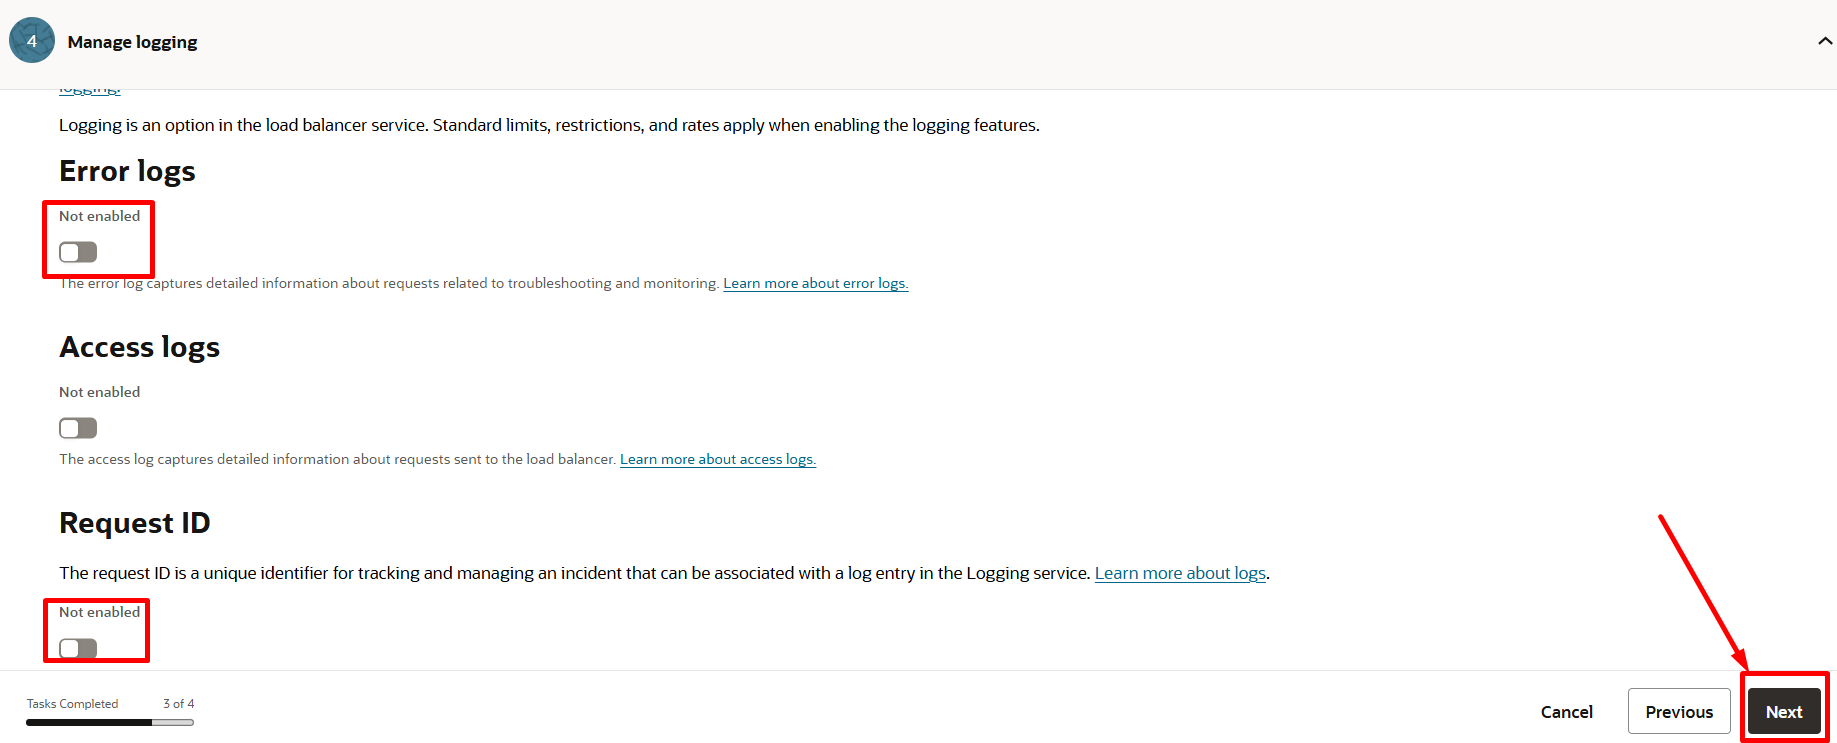 4
Manage logging
logging.
Logging is an option in the load balancer service. Standard limits, restrictions, and rates apply when enabling the logging features.
Error logs
Not enabled
The error log captures detailed information about requests related to troubleshooting and monitoring. Learn more about error logs.
Access logs
Not enabled
The access log captures detailed information about requests sent to the load balancer. Learn more about access logs.
Request ID
The request ID is a unique identifier for tracking and managing an incident that can be associated with a log entry in the Logging service. Learn more about logs.
Not enabled
Tasks Completed 3 of 4
Cancel Previous Next